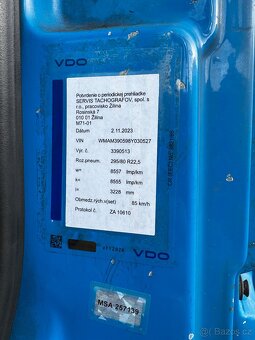 VDO
Potvrdenie o periodickej prehliadke
SERVIS TACHOGRAFOV, spol. s
r.o., pracovisko Žilina
Rosinská 7
010 01 Žilina
M71-01
Dátum 2.11.2023
VIN WMAM390598Y030527
Výr. č. 3390513
Roz.pneum. 295/80 R22,5
w= 8557 Imp/km
k= 8555 Imp/km
l= 3228 mm
Obmedz.rých.v(set) 85 km/h
Protokol č. ZA 10610
VDO
MSA 257139
Bazoš.cz